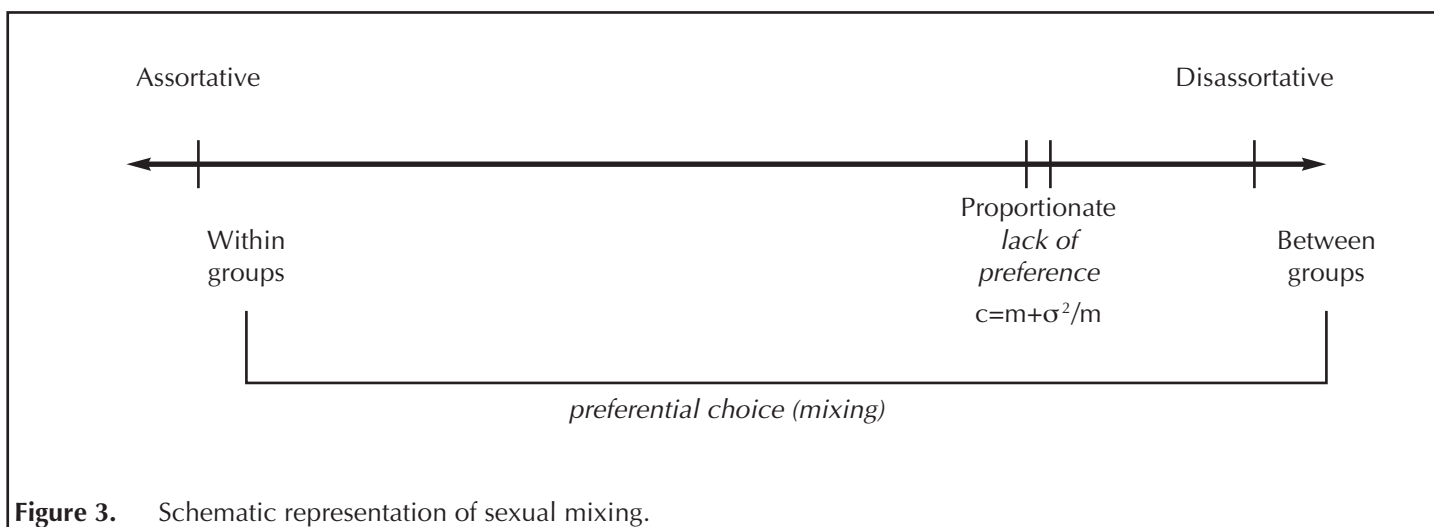 Assortative
Disassortative
Within
groups
Proportionate
lack of
preference
c=m+σ²/m
Between
groups
preferential choice (mixing)
Figure 3. Schematic representation of sexual mixing.